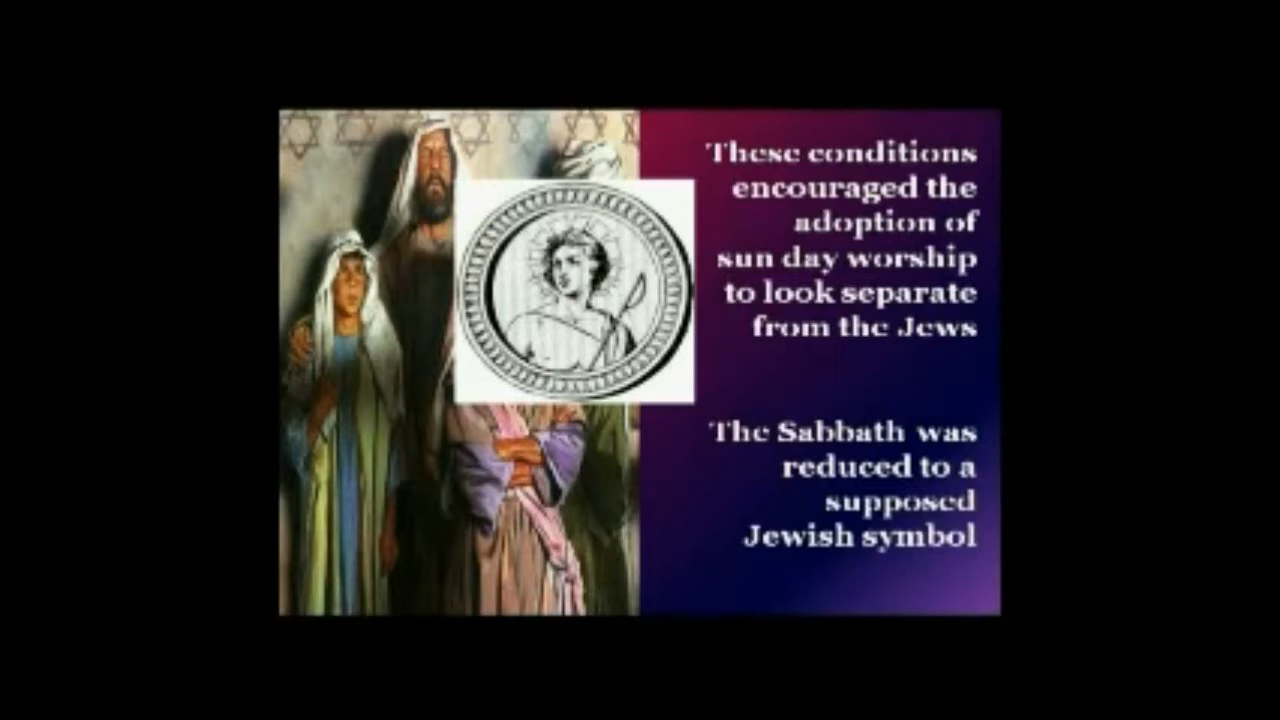 These conditions
encouraged the
adoption of
sun day worship
to look separate
from the Jews
The Sabbath was
reduced to a
supposed
Jewish symbol